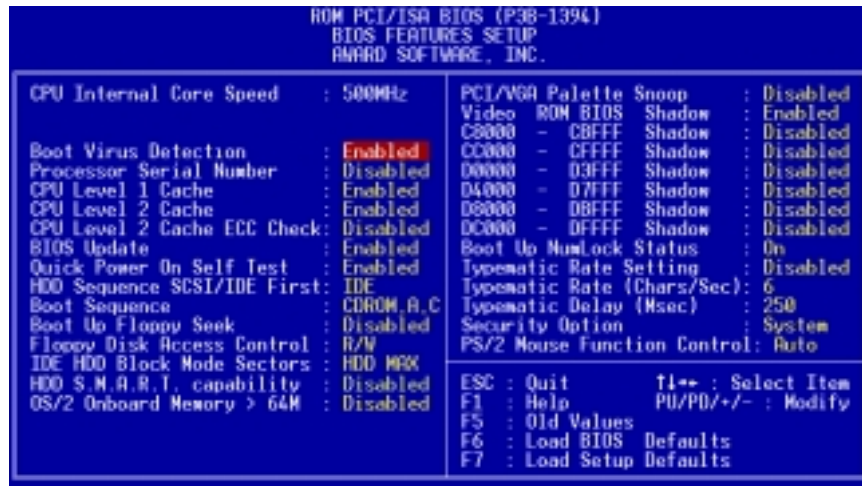 ROM PCI/ISA BIOS (P3B-1394)
BIOS FEATURES SETUP
AWARD SOFTWARE, INC.
CPU Internal Core Speed : 500MHz
Boot Virus Detection : Enabled
Processor Serial Number : Disabled
CPU Level 1 Cache : Enabled
CPU Level 2 Cache : Enabled
CPU Level 2 Cache ECC Check: Disabled
BIOS Update : Enabled
Quick Power On Self Test : Enabled
HDD Sequence SCSI/IDE First: IDE
Boot Sequence : CDROM,A,C
Boot Up Floppy Seek : Disabled
Floppy Disk Access Control : R/W
IDE HDD Block Mode Sectors : HDD MAX
HDD S.M.A.R.T. capability : Disabled
OS/2 Onboard Memory > 64M : Disabled
PCI/VGA Palette Snoop : Disabled
Video ROM BIOS Shadow : Enabled
C8000 - CBFFF Shadow : Disabled
CC000 - CFFFF Shadow : Disabled
D0000 - D3FFF Shadow : Disabled
D4000 - D7FFF Shadow : Disabled
D8000 - DBFFF Shadow : Disabled
DC000 - DFFFF Shadow : Disabled
Boot Up NumLock Status : On
Typematic Rate Setting : Disabled
Typematic Rate (Chars/Sec): 6
Typematic Delay (Msec) : 250
Security Option : System
PS/2 Mouse Function Control: Auto
ESC : Quit ↑↓→← : Select Item
F1 : Help PU/PD/+/- : Modify
F5 : Old Values
F6 : Load BIOS Defaults
F7 : Load Setup Defaults